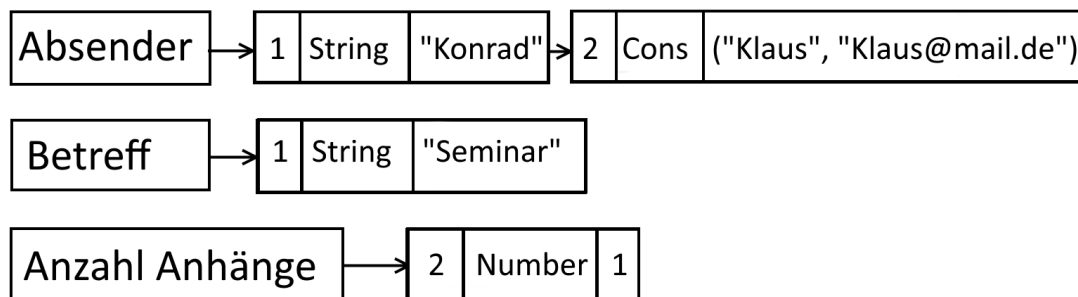 Absender 1 String "Konrad" 2 Cons ("Klaus", "Klaus@mail.de")
Betreff 1 String "Seminar"
Anzahl Anhänge 2 Number 1